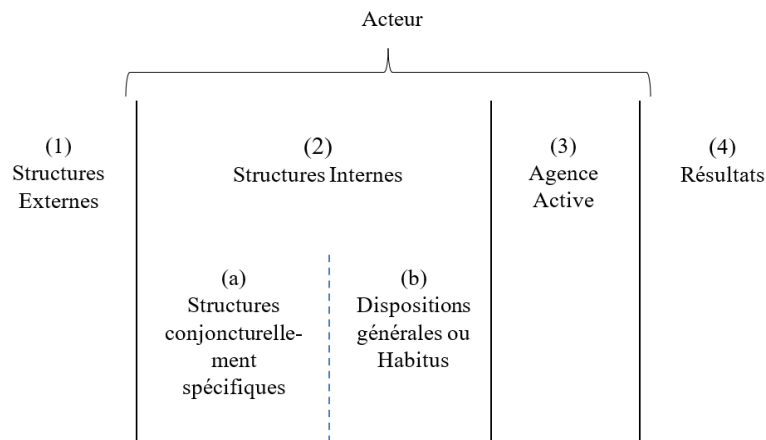 Acteur
(1)
Structures
Externes
(2)
Structures Internes
(3)
Agence
Active
(4)
Résultats
(a)
Structures
conjoncturelle-
ment
spécifiques
(b)
Dispositions
générales ou
Habitus